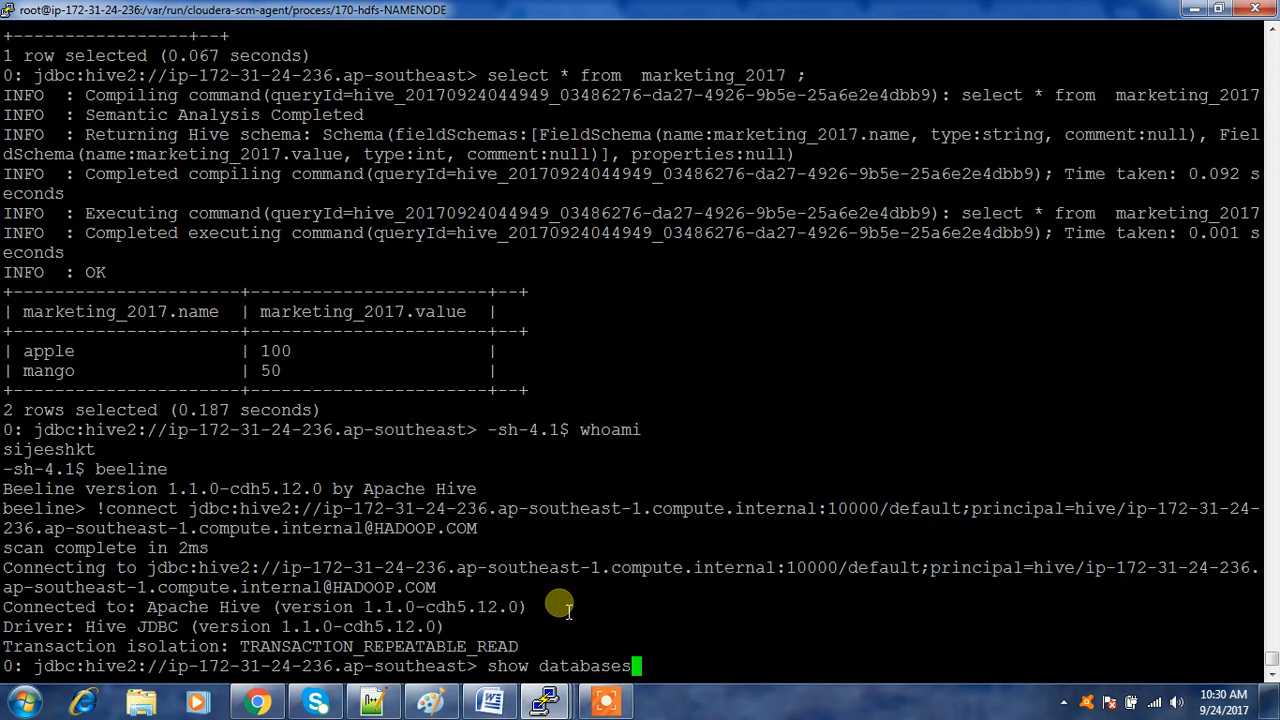 root@ip-172-31-24-236:/var/run/cloudera-scm-agent/process/170-hdfs-NAMENODE
+-----------------+--+
1 row selected (0.067 seconds)
0: jdbc:hive2://ip-172-31-24-236.ap-southeast> select * from  marketing_2017 ;
INFO  : Compiling command(queryId=hive_20170924044949_03486276-da27-4926-9b5e-25a6e2e4dbb9): select * from  marketing_2017
INFO  : Semantic Analysis Completed
INFO  : Returning Hive schema: Schema(fieldSchemas:[FieldSchema(name:marketing_2017.name, type:string, comment:null), Fiel
dSchema(name:marketing_2017.value, type:int, comment:null)], properties:null)
INFO  : Completed compiling command(queryId=hive_20170924044949_03486276-da27-4926-9b5e-25a6e2e4dbb9); Time taken: 0.092 s
econds
INFO  : Executing command(queryId=hive_20170924044949_03486276-da27-4926-9b5e-25a6e2e4dbb9): select * from  marketing_2017
INFO  : Completed executing command(queryId=hive_20170924044949_03486276-da27-4926-9b5e-25a6e2e4dbb9); Time taken: 0.001 s
econds
INFO  : OK
+----------------------+-----------------------+--+
| marketing_2017.name  | marketing_2017.value  |
+----------------------+-----------------------+--+
| apple                | 100                   |
| mango                | 50                    |
+----------------------+-----------------------+--+
2 rows selected (0.187 seconds)
0: jdbc:hive2://ip-172-31-24-236.ap-southeast> -sh-4.1$ whoami
sijeeshkt
-sh-4.1$ beeline
Beeline version 1.1.0-cdh5.12.0 by Apache Hive
beeline> !connect jdbc:hive2://ip-172-31-24-236.ap-southeast-1.compute.internal:10000/default;principal=hive/ip-172-31-24-
236.ap-southeast-1.compute.internal@HADOOP.COM
scan complete in 2ms
Connecting to jdbc:hive2://ip-172-31-24-236.ap-southeast-1.compute.internal:10000/default;principal=hive/ip-172-31-24-236.
ap-southeast-1.compute.internal@HADOOP.COM
Connected to: Apache Hive (version 1.1.0-cdh5.12.0)
Driver: Hive JDBC (version 1.1.0-cdh5.12.0)
Transaction isolation: TRANSACTION_REPEATABLE_READ
0: jdbc:hive2://ip-172-31-24-236.ap-southeast> show databases
10:30 AM
9/24/2017